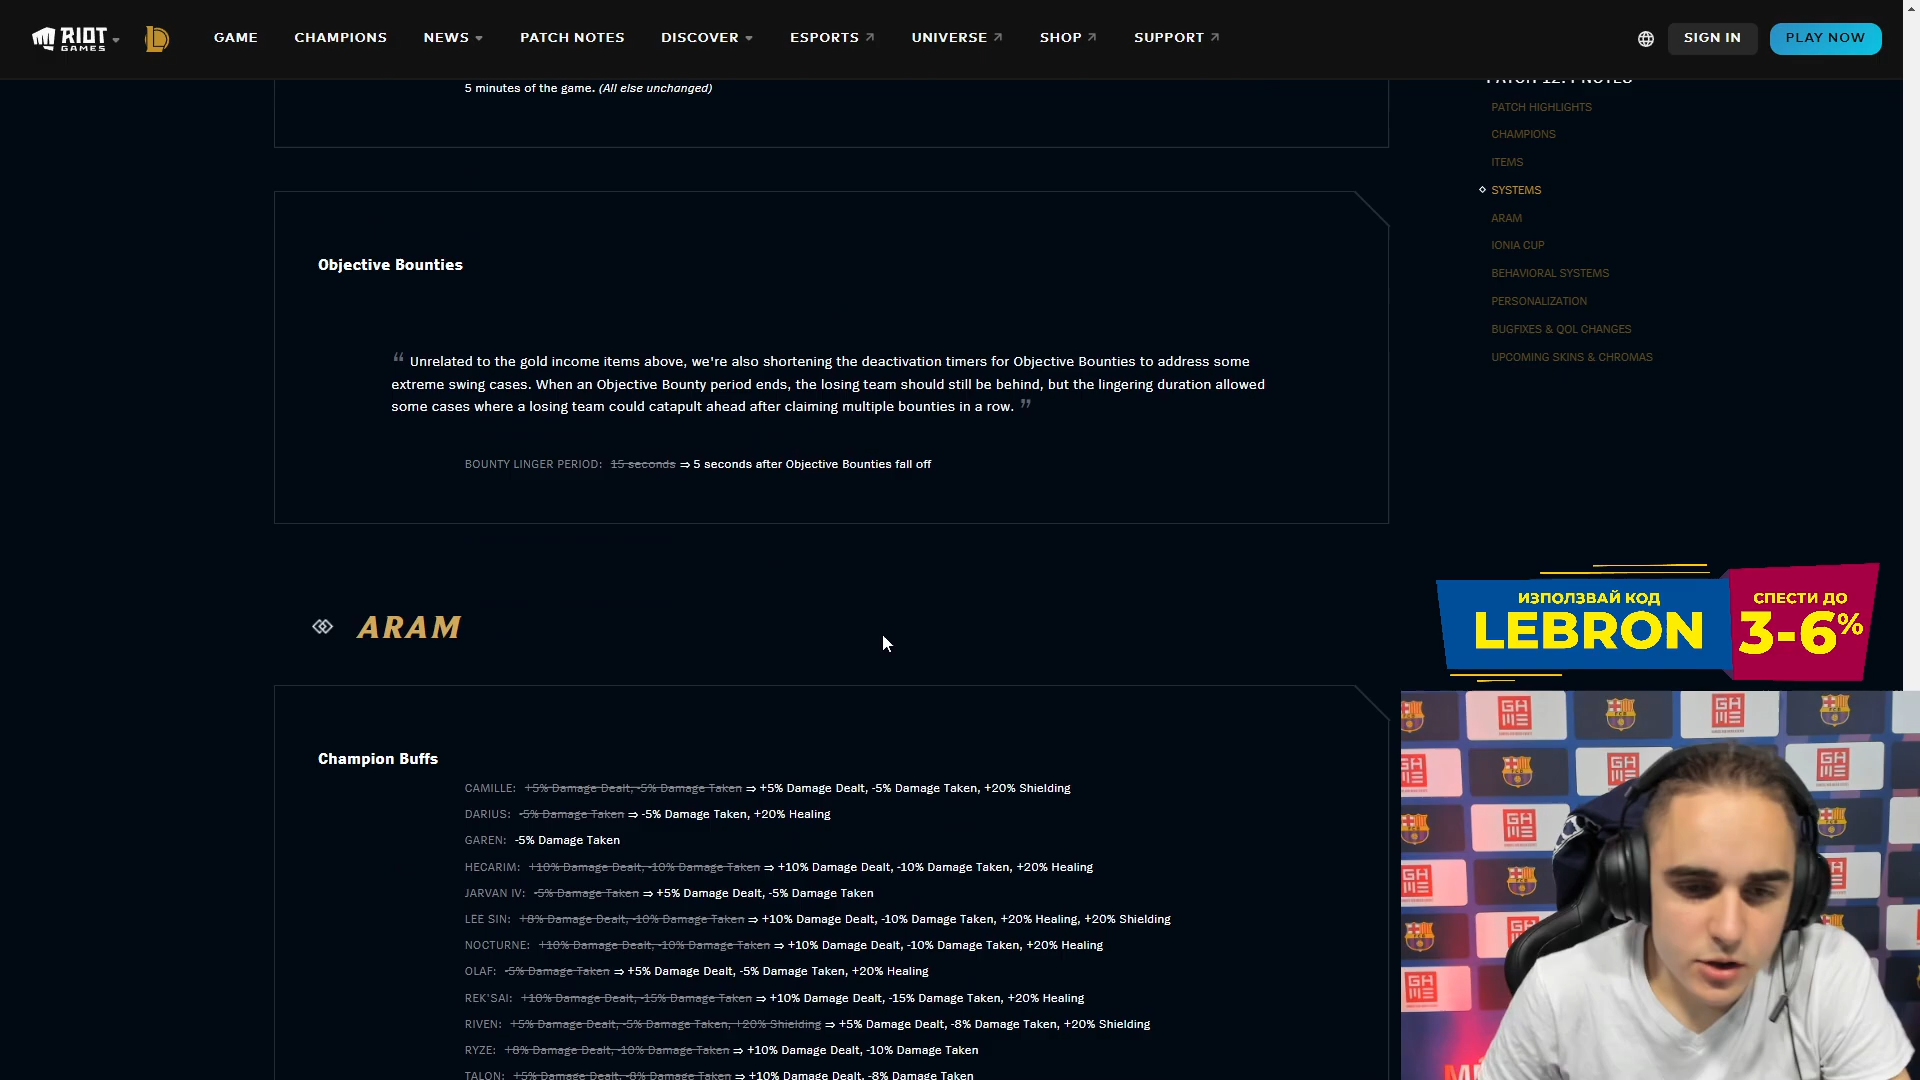 RIOT GAMES
GAME
CHAMPIONS
NEWS
PATCH NOTES
DISCOVER
ESPORTS
UNIVERSE
SHOP
SUPPORT
SIGN IN
PLAY NOW
5 minutes of the game. (All else unchanged)
PATCH HIGHLIGHTS
CHAMPIONS
ITEMS
SYSTEMS
ARAM
IONIA CUP
BEHAVIORAL SYSTEMS
PERSONALIZATION
BUGFIXES & QOL CHANGES
UPCOMING SKINS & CHROMAS
Objective Bounties
“ Unrelated to the gold income items above, we're also shortening the deactivation timers for Objective Bounties to address some
extreme swing cases. When an Objective Bounty period ends, the losing team should still be behind, but the lingering duration allowed
some cases where a losing team could catapult ahead after claiming multiple bounties in a row. ”
BOUNTY LINGER PERIOD: 15 seconds ⇒ 5 seconds after Objective Bounties fall off
ИЗПОЛЗВАЙ КОД
LEBRON
СПЕСТИ ДО
3-6%
ARAM
Champion Buffs
CAMILLE: +5% Damage Dealt, -5% Damage Taken ⇒ +5% Damage Dealt, -5% Damage Taken, +20% Shielding
DARIUS: -5% Damage Taken ⇒ -5% Damage Taken, +20% Healing
GAREN: -5% Damage Taken
HECARIM: +10% Damage Dealt, -10% Damage Taken ⇒ +10% Damage Dealt, -10% Damage Taken, +20% Healing
JARVAN IV: -5% Damage Taken ⇒ +5% Damage Dealt, -5% Damage Taken
LEE SIN: +8% Damage Dealt, -10% Damage Taken ⇒ +10% Damage Dealt, -10% Damage Taken, +20% Healing, +20% Shielding
NOCTURNE: +10% Damage Dealt, -10% Damage Taken ⇒ +10% Damage Dealt, -10% Damage Taken, +20% Healing
OLAF: -5% Damage Taken ⇒ +5% Damage Dealt, -5% Damage Taken, +20% Healing
REK'SAI: +10% Damage Dealt, -15% Damage Taken ⇒ +10% Damage Dealt, -15% Damage Taken, +20% Healing
RIVEN: +5% Damage Dealt, -5% Damage Taken, +20% Shielding ⇒ +5% Damage Dealt, -8% Damage Taken, +20% Shielding
RYZE: +8% Damage Dealt, -10% Damage Taken ⇒ +10% Damage Dealt, -10% Damage Taken
TALON: +5% Damage Dealt, -8% Damage Taken ⇒ +10% Damage Dealt, -8% Damage Taken